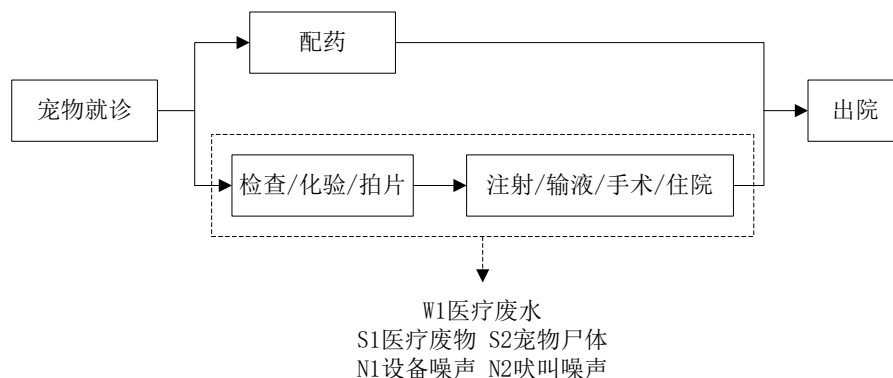 配药
宠物就诊
出院
检查/化验/拍片
注射/输液/手术/住院
W1医疗废水
S1医疗废物 S2宠物尸体
N1设备噪声 N2吠叫噪声